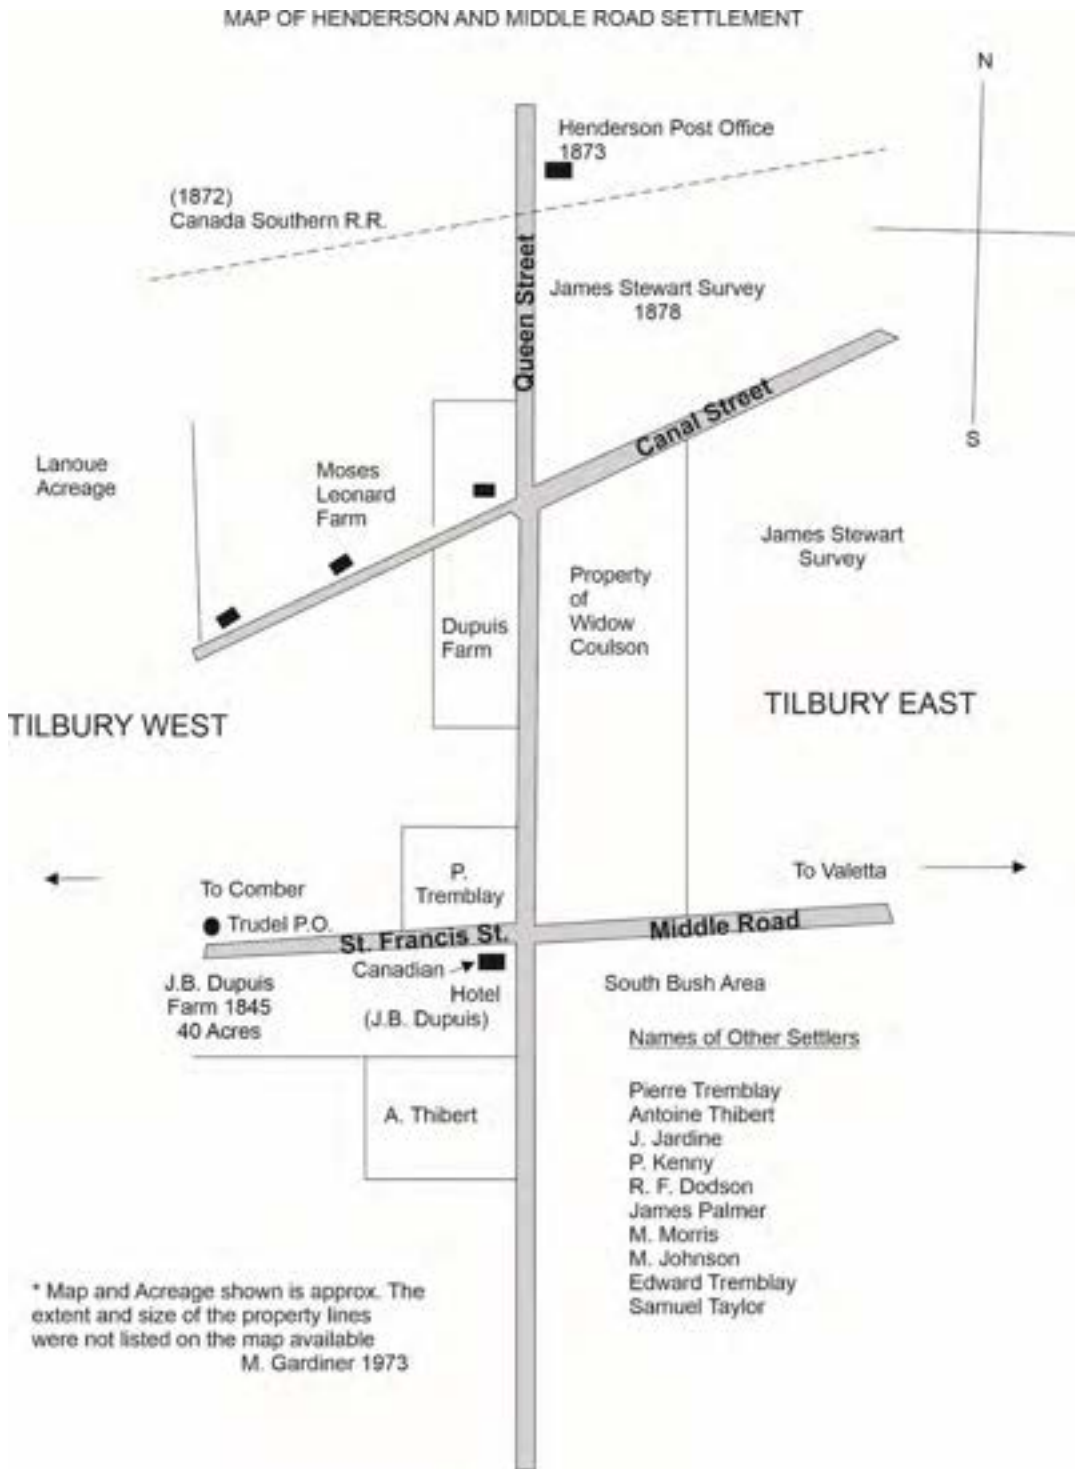 MAP OF HENDERSON AND MIDDLE ROAD SETTLEMENT
N
Henderson Post Office
1873
(1872)
Canada Southern R.R.
Queen Street
James Stewart Survey
1878
Canal Street
S
Lanoue
Acreage
Moses
Leonard
Farm
James Stewart
Survey
Property
of
Widow
Coulson
Dupuis
Farm
TILBURY WEST
TILBURY EAST
P.
Tremblay
To Valetta
To Comber
Trudel P.O.
St. Francis St.
Middle Road
Canadian
Hotel
(J.B. Dupuis)
J.B. Dupuis
Farm 1845
40 Acres
South Bush Area
Names of Other Settlers
Pierre Tremblay
Antoine Thibert
J. Jardine
P. Kenny
R. F. Dodson
James Palmer
M. Morris
M. Johnson
Edward Tremblay
Samuel Taylor
A. Thibert
* Map and Acreage shown is approx. The
extent and size of the property lines
were not listed on the map available
M. Gardiner 1973